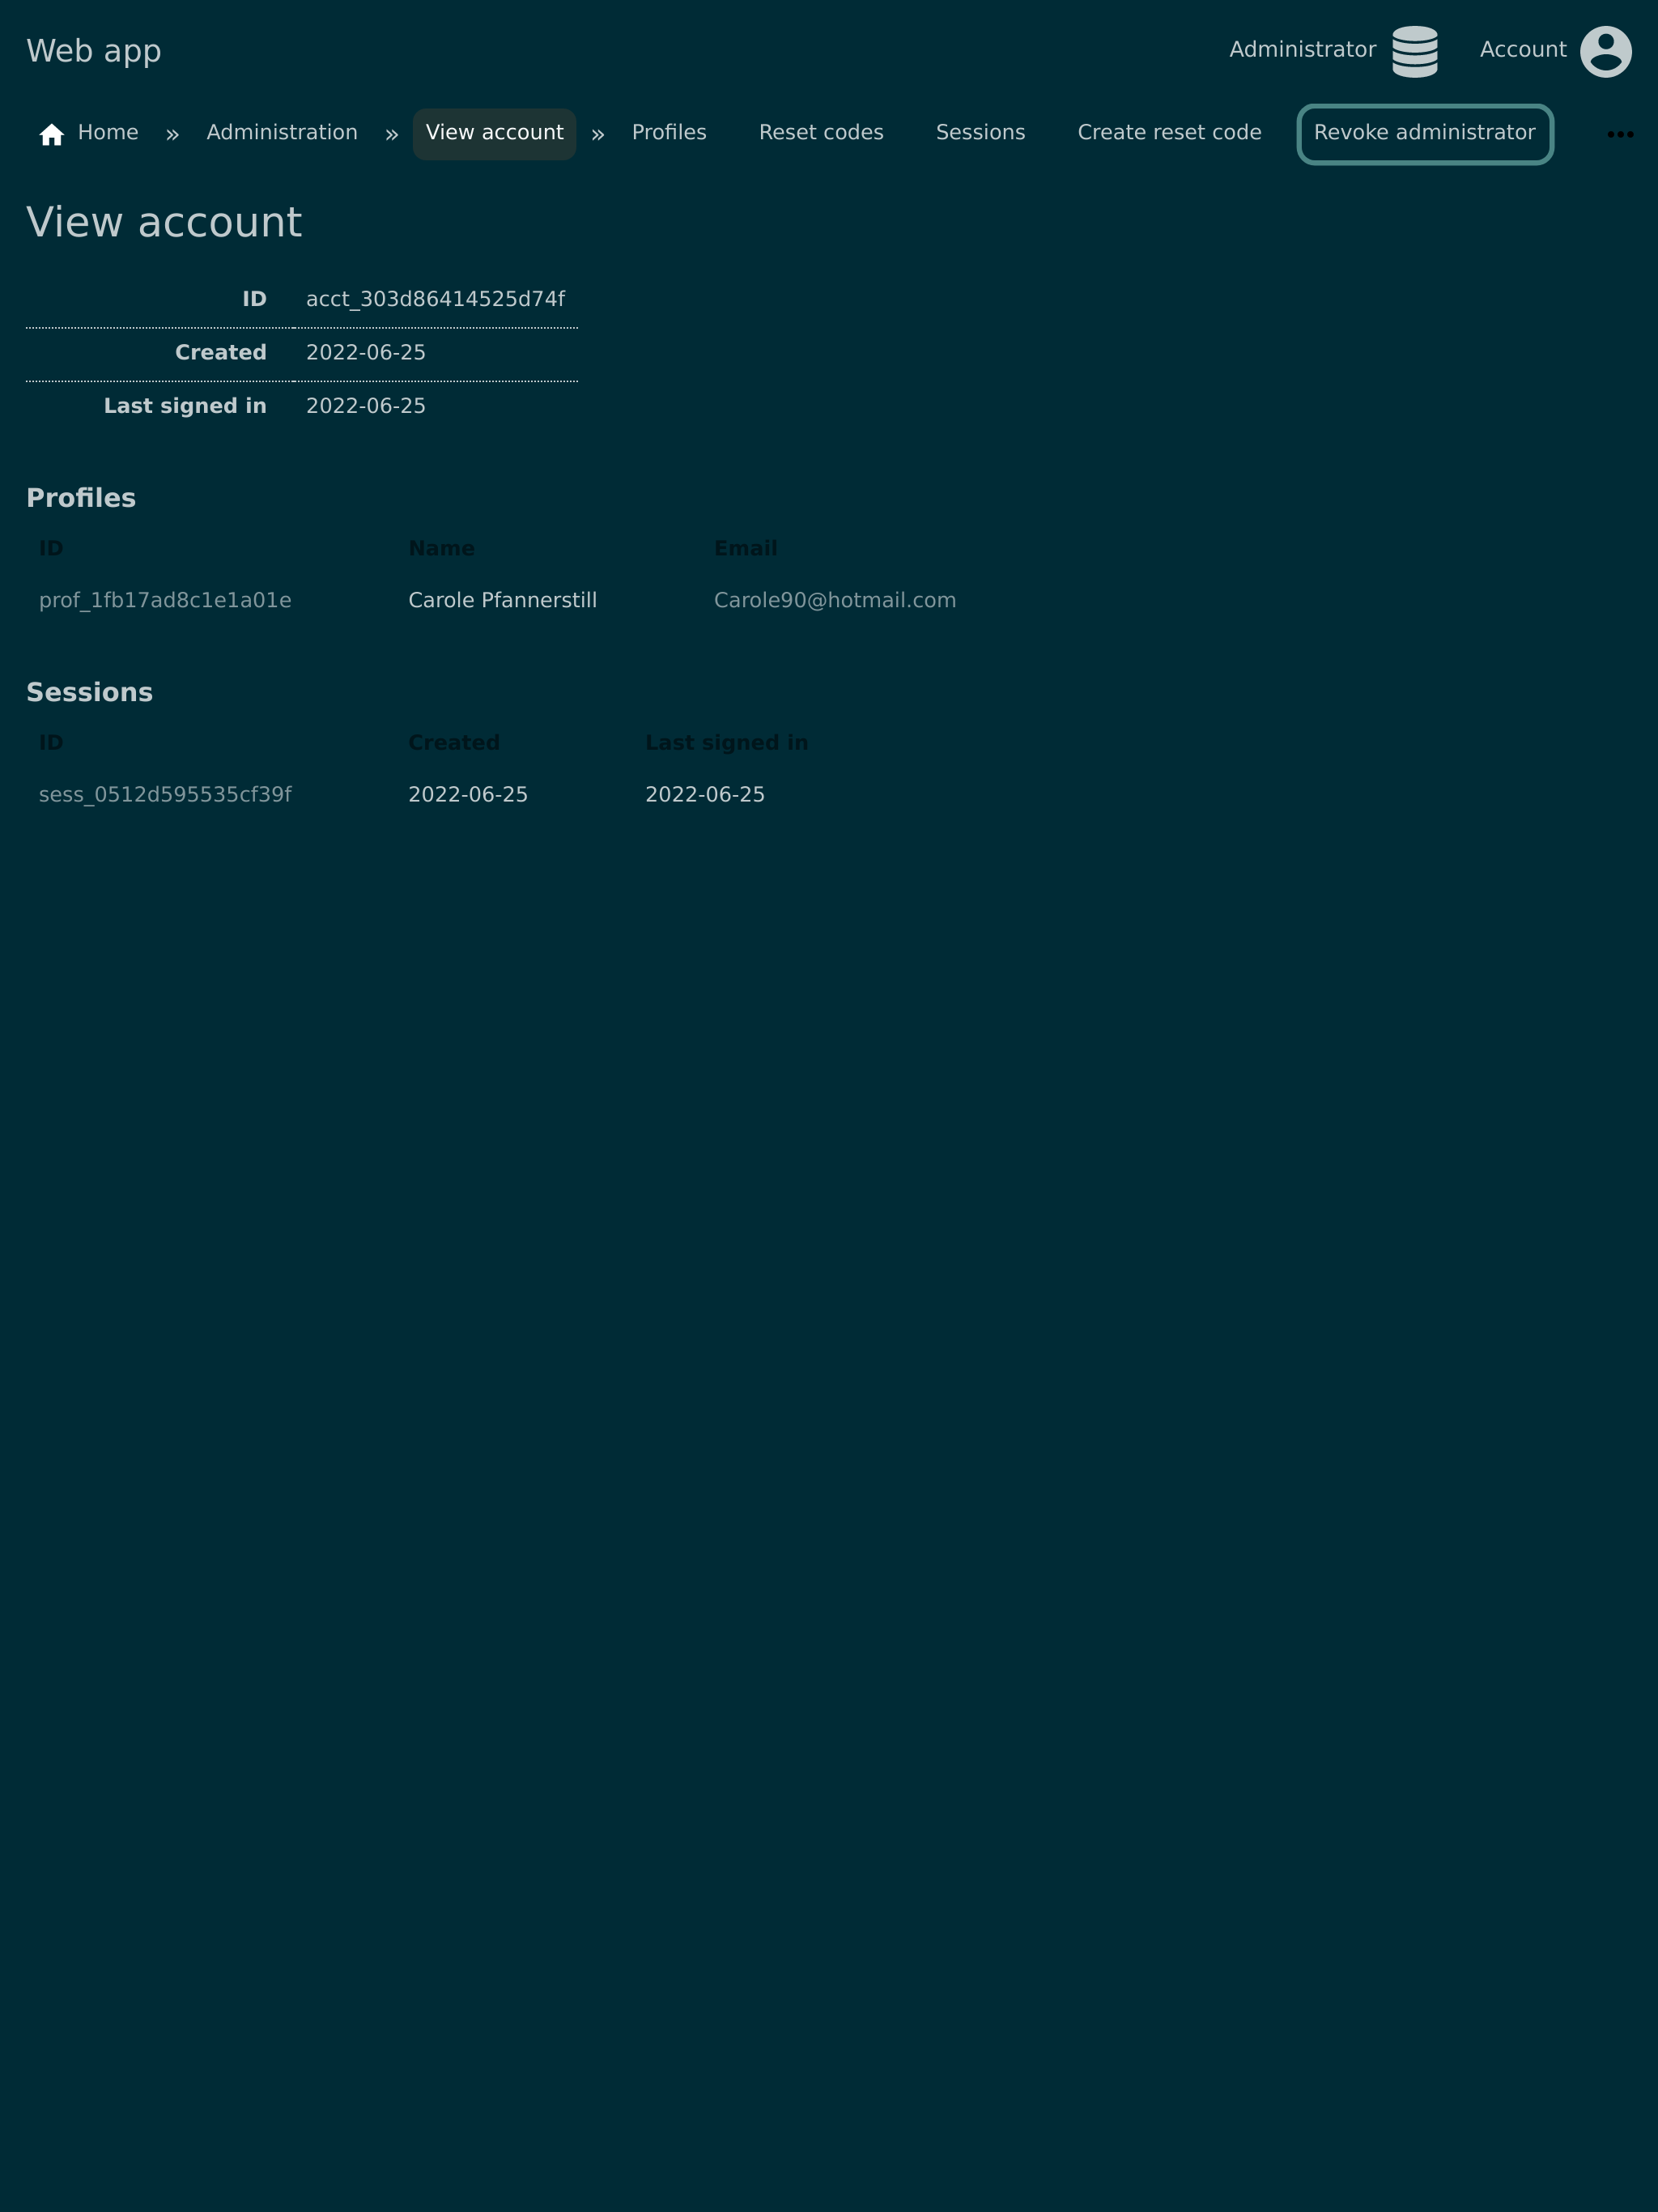 Web app
Administrator
Account
Home » Administration » View account » Profiles Reset codes Sessions Create reset code Revoke administrator •••
View account
ID acct_303d86414525d74f
Created 2022-06-25
Last signed in 2022-06-25
Profiles
ID Name Email
prof_1fb17ad8c1e1a01e Carole Pfannerstill Carole90@hotmail.com
Sessions
ID Created Last signed in
sess_0512d595535cf39f 2022-06-25 2022-06-25